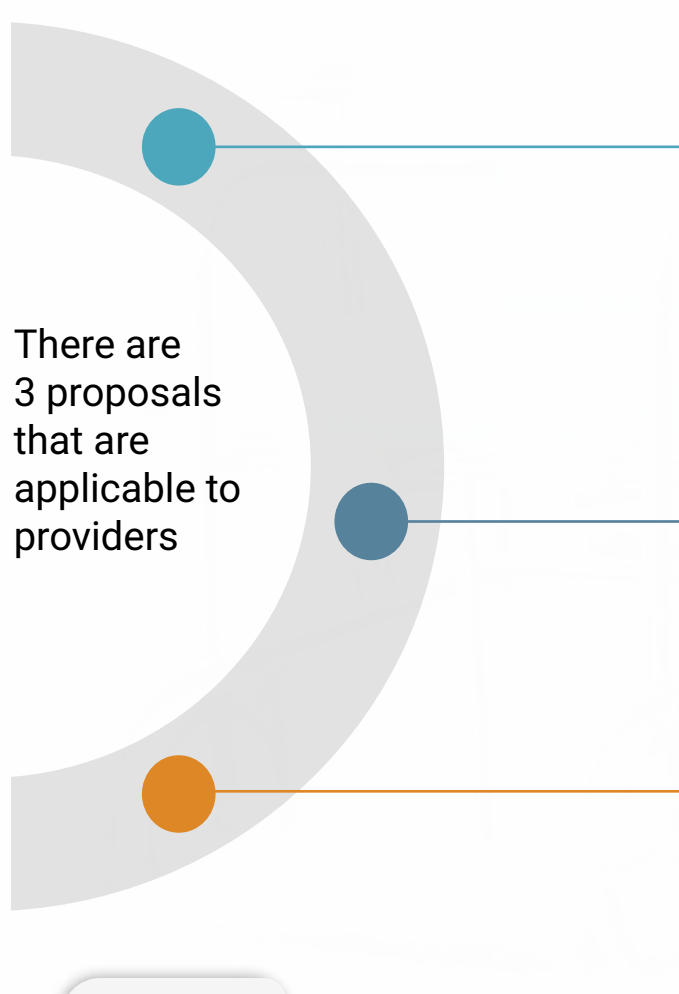 There are
3 proposals
that are
applicable to
providers